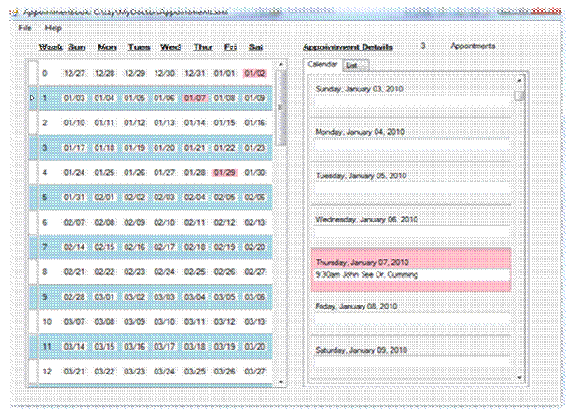 File Help
Week Sun Mon Tues Wed Thur Fri Sat
0 12/27 12/28 12/29 12/30 12/31 01/01 01/02
1 01/03 01/04 01/05 01/06 01/07 01/08 01/09
2 01/10 01/11 01/12 01/13 01/14 01/15 01/16
3 01/17 01/18 01/19 01/20 01/21 01/22 01/23
4 01/24 01/25 01/26 01/27 01/28 01/29 01/30
5 01/31 02/01 02/02 02/03 02/04 02/05 02/06
6 02/07 02/08 02/09 02/10 02/11 02/12 02/13
7 02/14 02/15 02/16 02/17 02/18 02/19 02/20
8 02/21 02/22 02/23 02/24 02/25 02/26 02/27
9 02/28 03/01 03/02 03/03 03/04 03/05 03/06
10 03/07 03/08 03/09 03/10 03/11 03/12 03/13
11 03/14 03/15 03/16 03/17 03/18 03/19 03/20
12 03/21 03/22 03/23 03/24 03/25 03/26 03/27
Appointment Details 3 Appointments
Calendar List
Sunday, January 03, 2010
Monday, January 04, 2010
Tuesday, January 05, 2010
Wednesday, January 06, 2010
Thursday, January 07, 2010
9:30am John See Dr. Cumming
Friday, January 08, 2010
Saturday, January 09, 2010